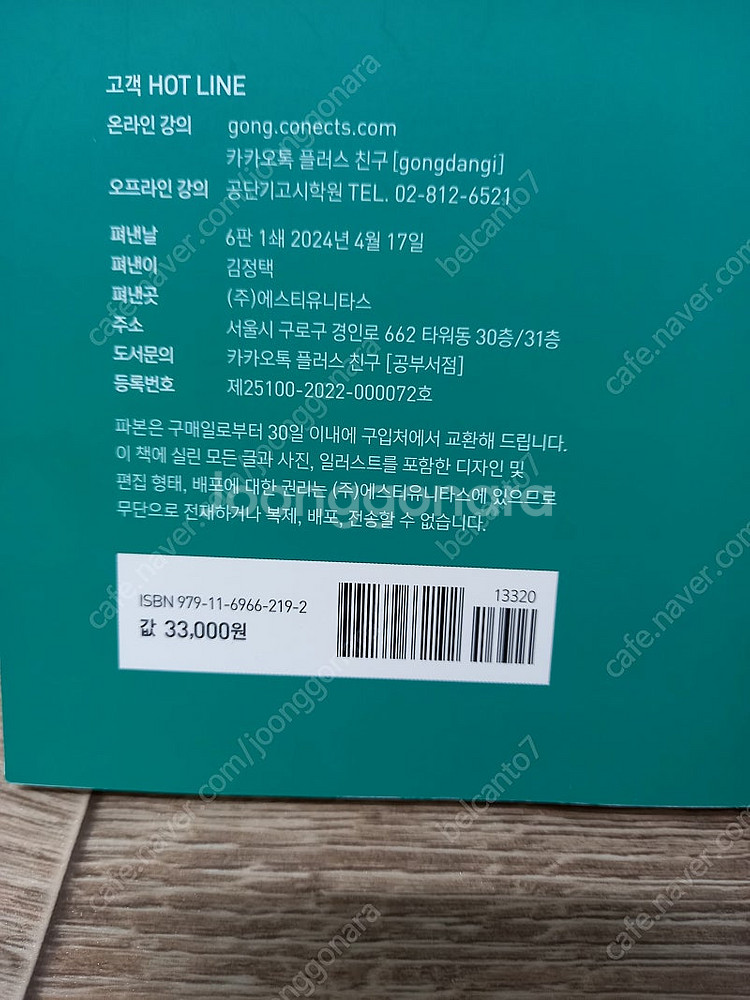 고객 HOT LINE
온라인 강의 gong.conects.com
카카오톡 플러스 친구 [gongdangi]
오프라인 강의 공단기고시학원 TEL. 02-812-6521
펴낸날 6판 1쇄 2024년 4월 17일
펴낸이 김정택
펴낸곳 (주)에스티유니타스
주소 서울시 구로구 경인로 662 타워동 30층/31층
도서문의 카카오톡 플러스 친구 [공부서점]
등록번호 제25100-2022-000072호
파본은 구매일로부터 30일 이내에 구입처에서 교환해 드립니다.
이 책에 실린 모든 글과 사진, 일러스트를 포함한 디자인 및
편집 형태, 배포에 대한 권리는 (주)에스티유니타스에 있으므로
무단으로 전재하거나 복제, 배포, 전송할 수 없습니다.
joonggonara
ISBN 979-11-6966-219-2
13320
값 33,000원
cafe.naver.com/joonggonara
belcanto7